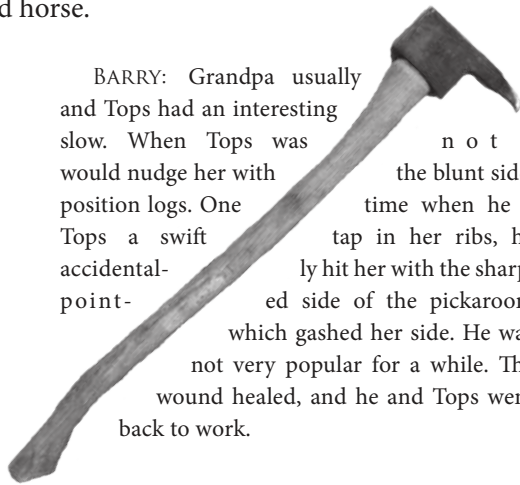 d horse.
BARRY: Grandpa usually
and Tops had an interesting
slow. When Tops was not
would nudge her with the blunt sid
position logs. One time when he
Tops a swift tap in her ribs, h
accidental- ly hit her with the sharp
point- ed side of the pickaroon
which gashed her side. He wa
not very popular for a while. Th
wound healed, and he and Tops wer
back to work.